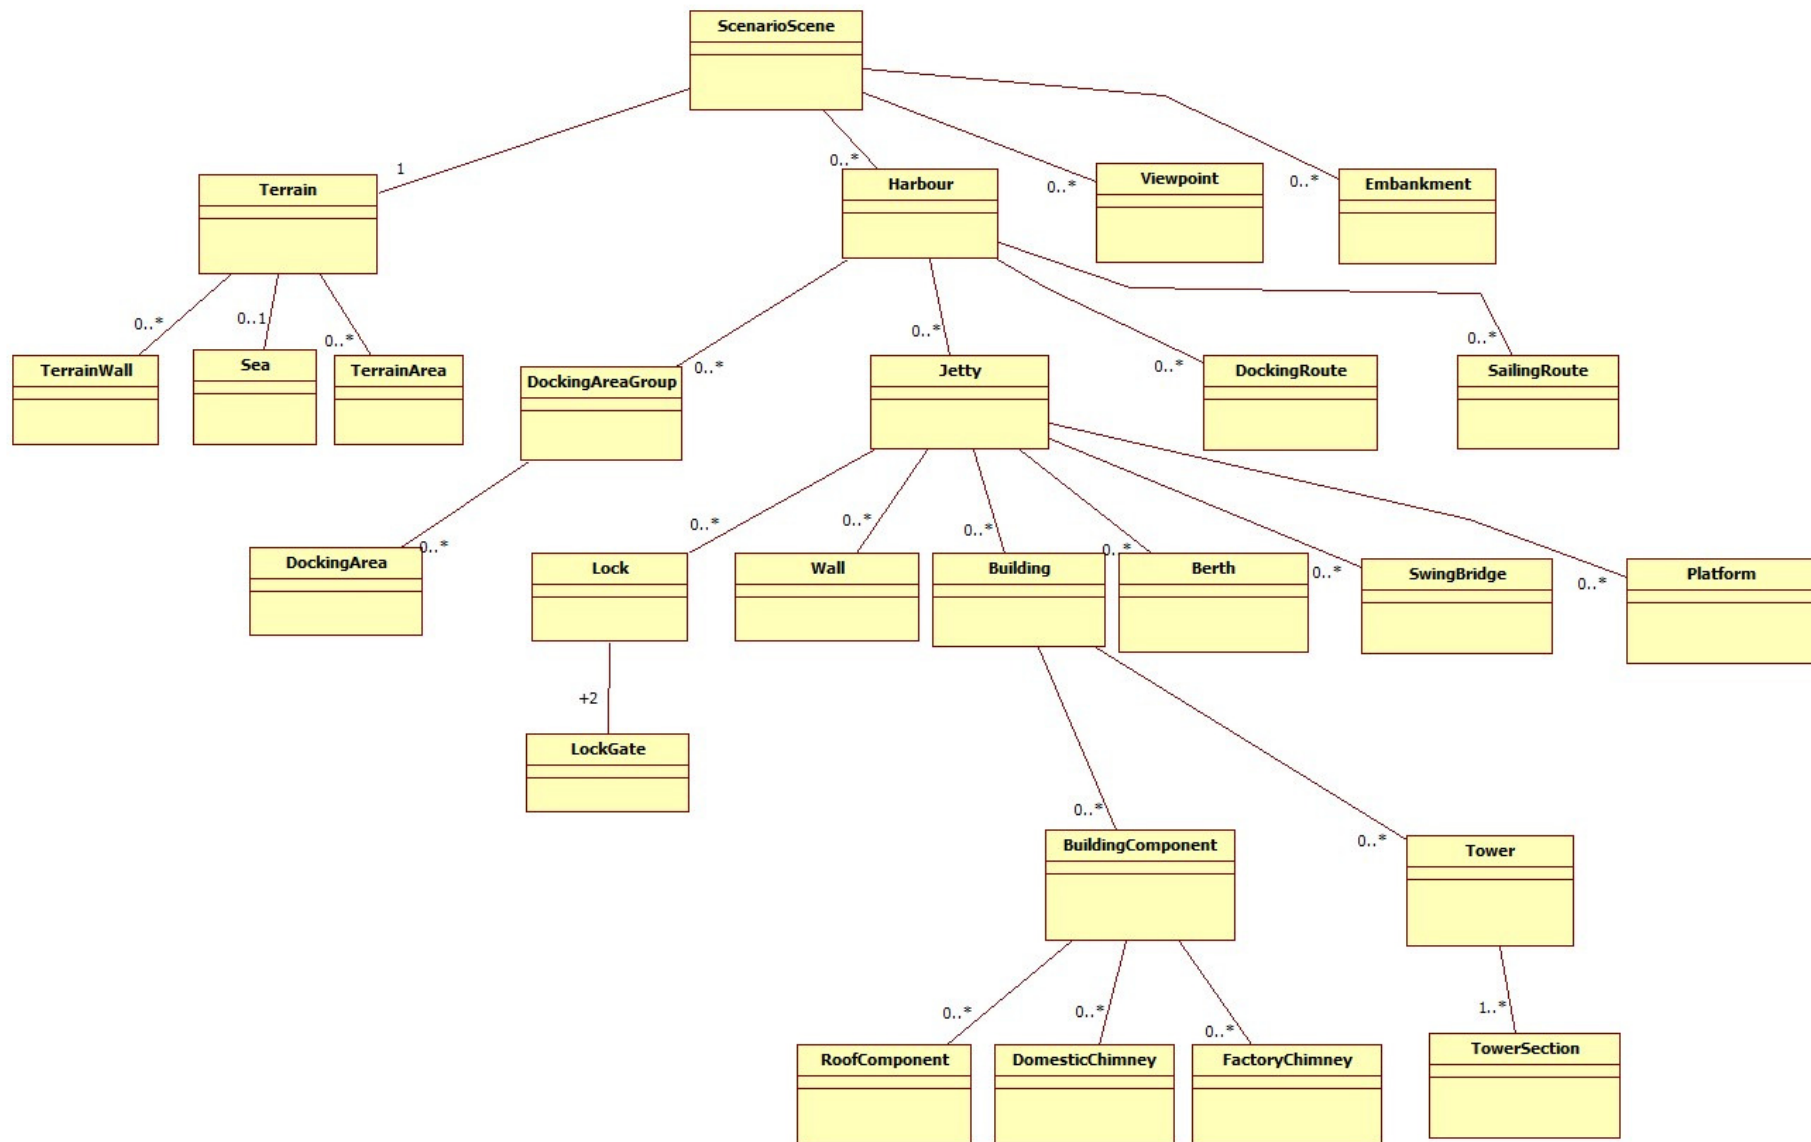 ScenarioScene
1
0..*
0..*
0..*
Terrain
Harbour
Viewpoint
Embankment
0..*
0..1
0..*
0..*
0..*
0..*
0..*
TerrainWall
Sea
TerrainArea
DockingAreaGroup
Jetty
DockingRoute
SailingRoute
0..*
0..*
0..*
0..*
0..*
0..*
0..*
DockingArea
Lock
Wall
Building
Berth
SwingBridge
Platform
+2
LockGate
0..*
0..*
BuildingComponent
Tower
0..*
0..*
0..*
1..*
RoofComponent
DomesticChimney
FactoryChimney
TowerSection